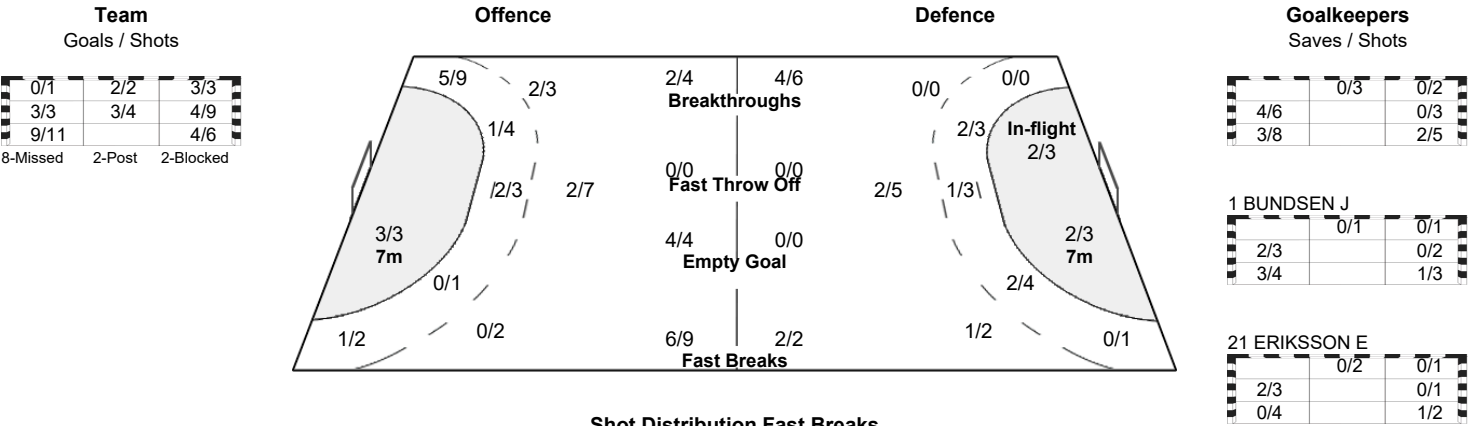 Team
Goals / Shots
0/1 2/2 3/3
3/3 3/4 4/9
9/11 4/6
8-Missed 2-Post 2-Blocked
Offence Defence
5/9 2/3 2/4 4/6 0/0 0/0
Breakthroughs
1/4 2/3 In-flight
2/3
0/0 0/0
2/3 2/7 Fast Throw Off 2/5 1/3
3/3 4/4 0/0 2/3
7m Empty Goal 7m
0/1 2/4
1/2 0/2 6/9 2/2 1/2 0/1
Fast Breaks
Shot Distribution Fast Breaks
Goalkeepers
Saves / Shots
0/3 0/2
4/6 0/3
3/8 2/5
1 BUNDSEN J
0/1 0/1
2/3 0/2
3/4 1/3
21 ERIKSSON E
0/2 0/1
2/3 0/1
0/4 1/2